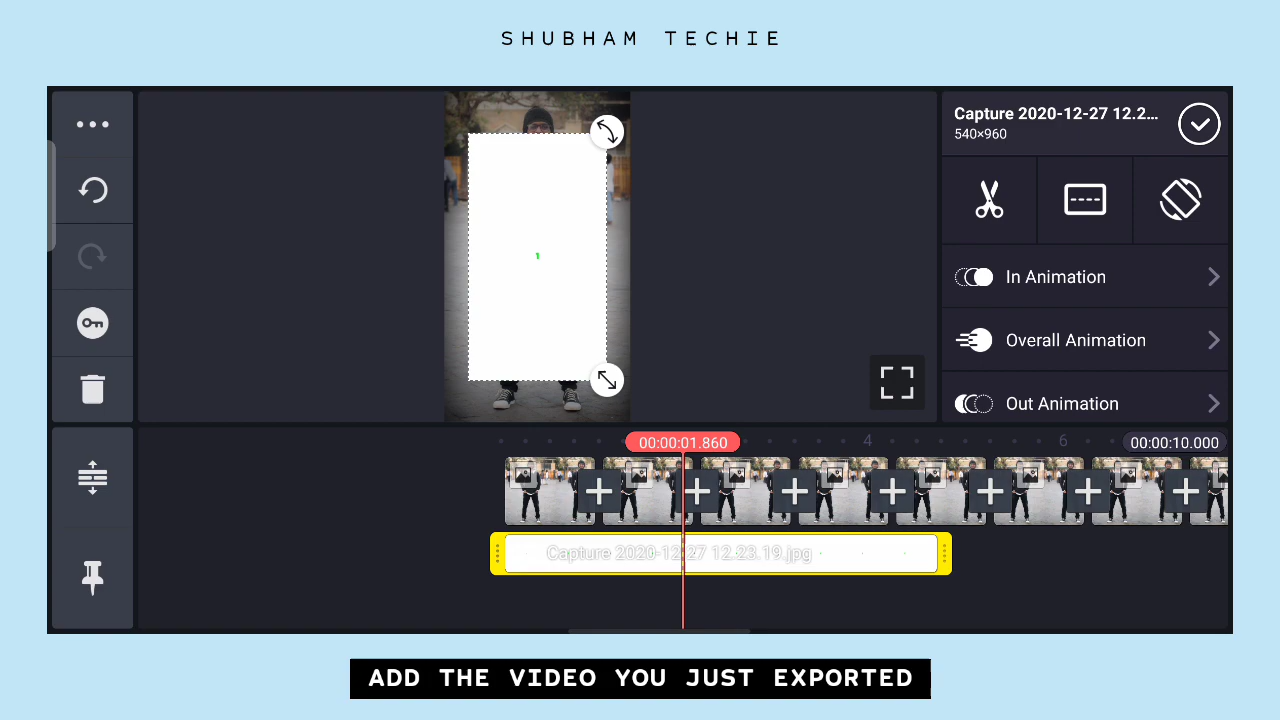 SHUBHAM TECHIE
Capture 2020-12-27 12.2...
540×960
In Animation
Overall Animation
Out Animation
1
00:00:01.860
4
6
00:00:10.000
Capture 2020-12-27 12.23.19.jpg
ADD THE VIDEO YOU JUST EXPORTED